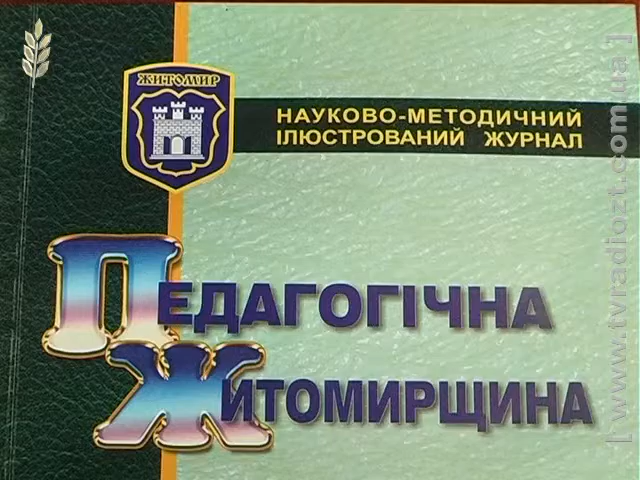 ЖИТОМИР
НАУКОВО-МЕТОДИЧНИЙ
ІЛЮСТРОВАНИЙ ЖУРНАЛ
ПЕДАГОГІЧНА
ЖИТОМИРЩИНА
[www.tvradiozt.com.ua]